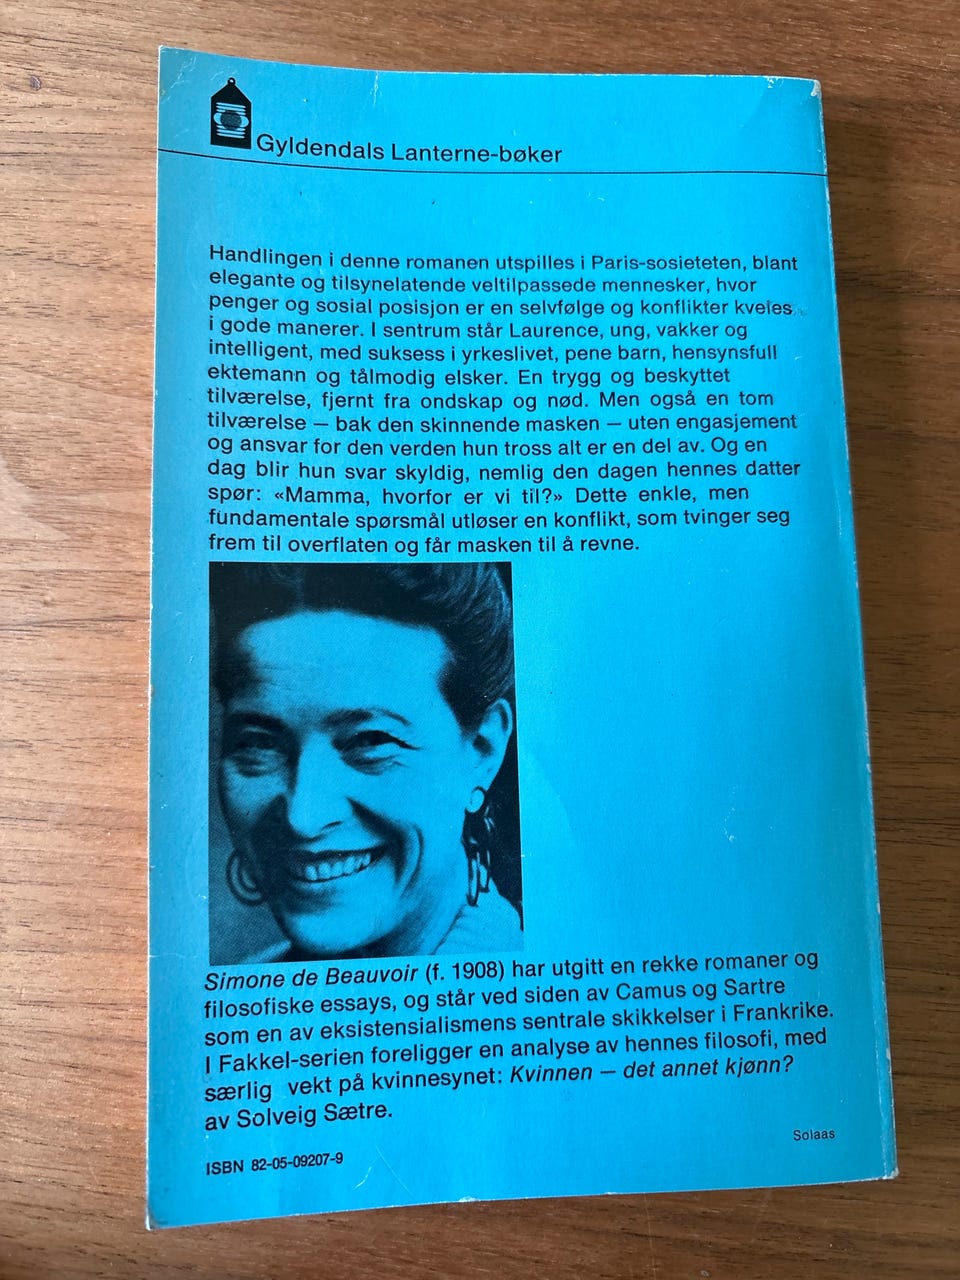 Gyldendals Lanterne-bøker
Handlingen i denne romanen utspilles i Paris-sosieteten, blant
elegante og tilsynelatende veltilpassede mennesker, hvor
penger og sosial posisjon er en selvfølge og konflikter kveles
i gode manerer. I sentrum står Laurence, ung, vakker og
intelligent, med suksess i yrkeslivet, pene barn, hensynsfull
ektemann og tålmodig elsker. En trygg og beskyttet
tilværelse, fjernt fra ondskap og nød. Men også en tom
tilværelse — bak den skinnende masken — uten engasjement
og ansvar for den verden hun tross alt er en del av. Og en
dag blir hun svar skyldig, nemlig den dagen hennes datter
spør: «Mamma, hvorfor er vi til?» Dette enkle, men
fundamentale spørsmål utløser en konflikt, som tvinger seg
frem til overflaten og får masken til å revne.
Simone de Beauvoir (f. 1908) har utgitt en rekke romaner og
filosofiske essays, og står ved siden av Camus og Sartre
som en av eksistensialismens sentrale skikkelser i Frankrike.
I Fakkel-serien foreligger en analyse av hennes filosofi, med
særlig vekt på kvinnesynet: Kvinnen — det annet kjønn?
av Solveig Sætre.
Solaas
ISBN 82-05-09207-9